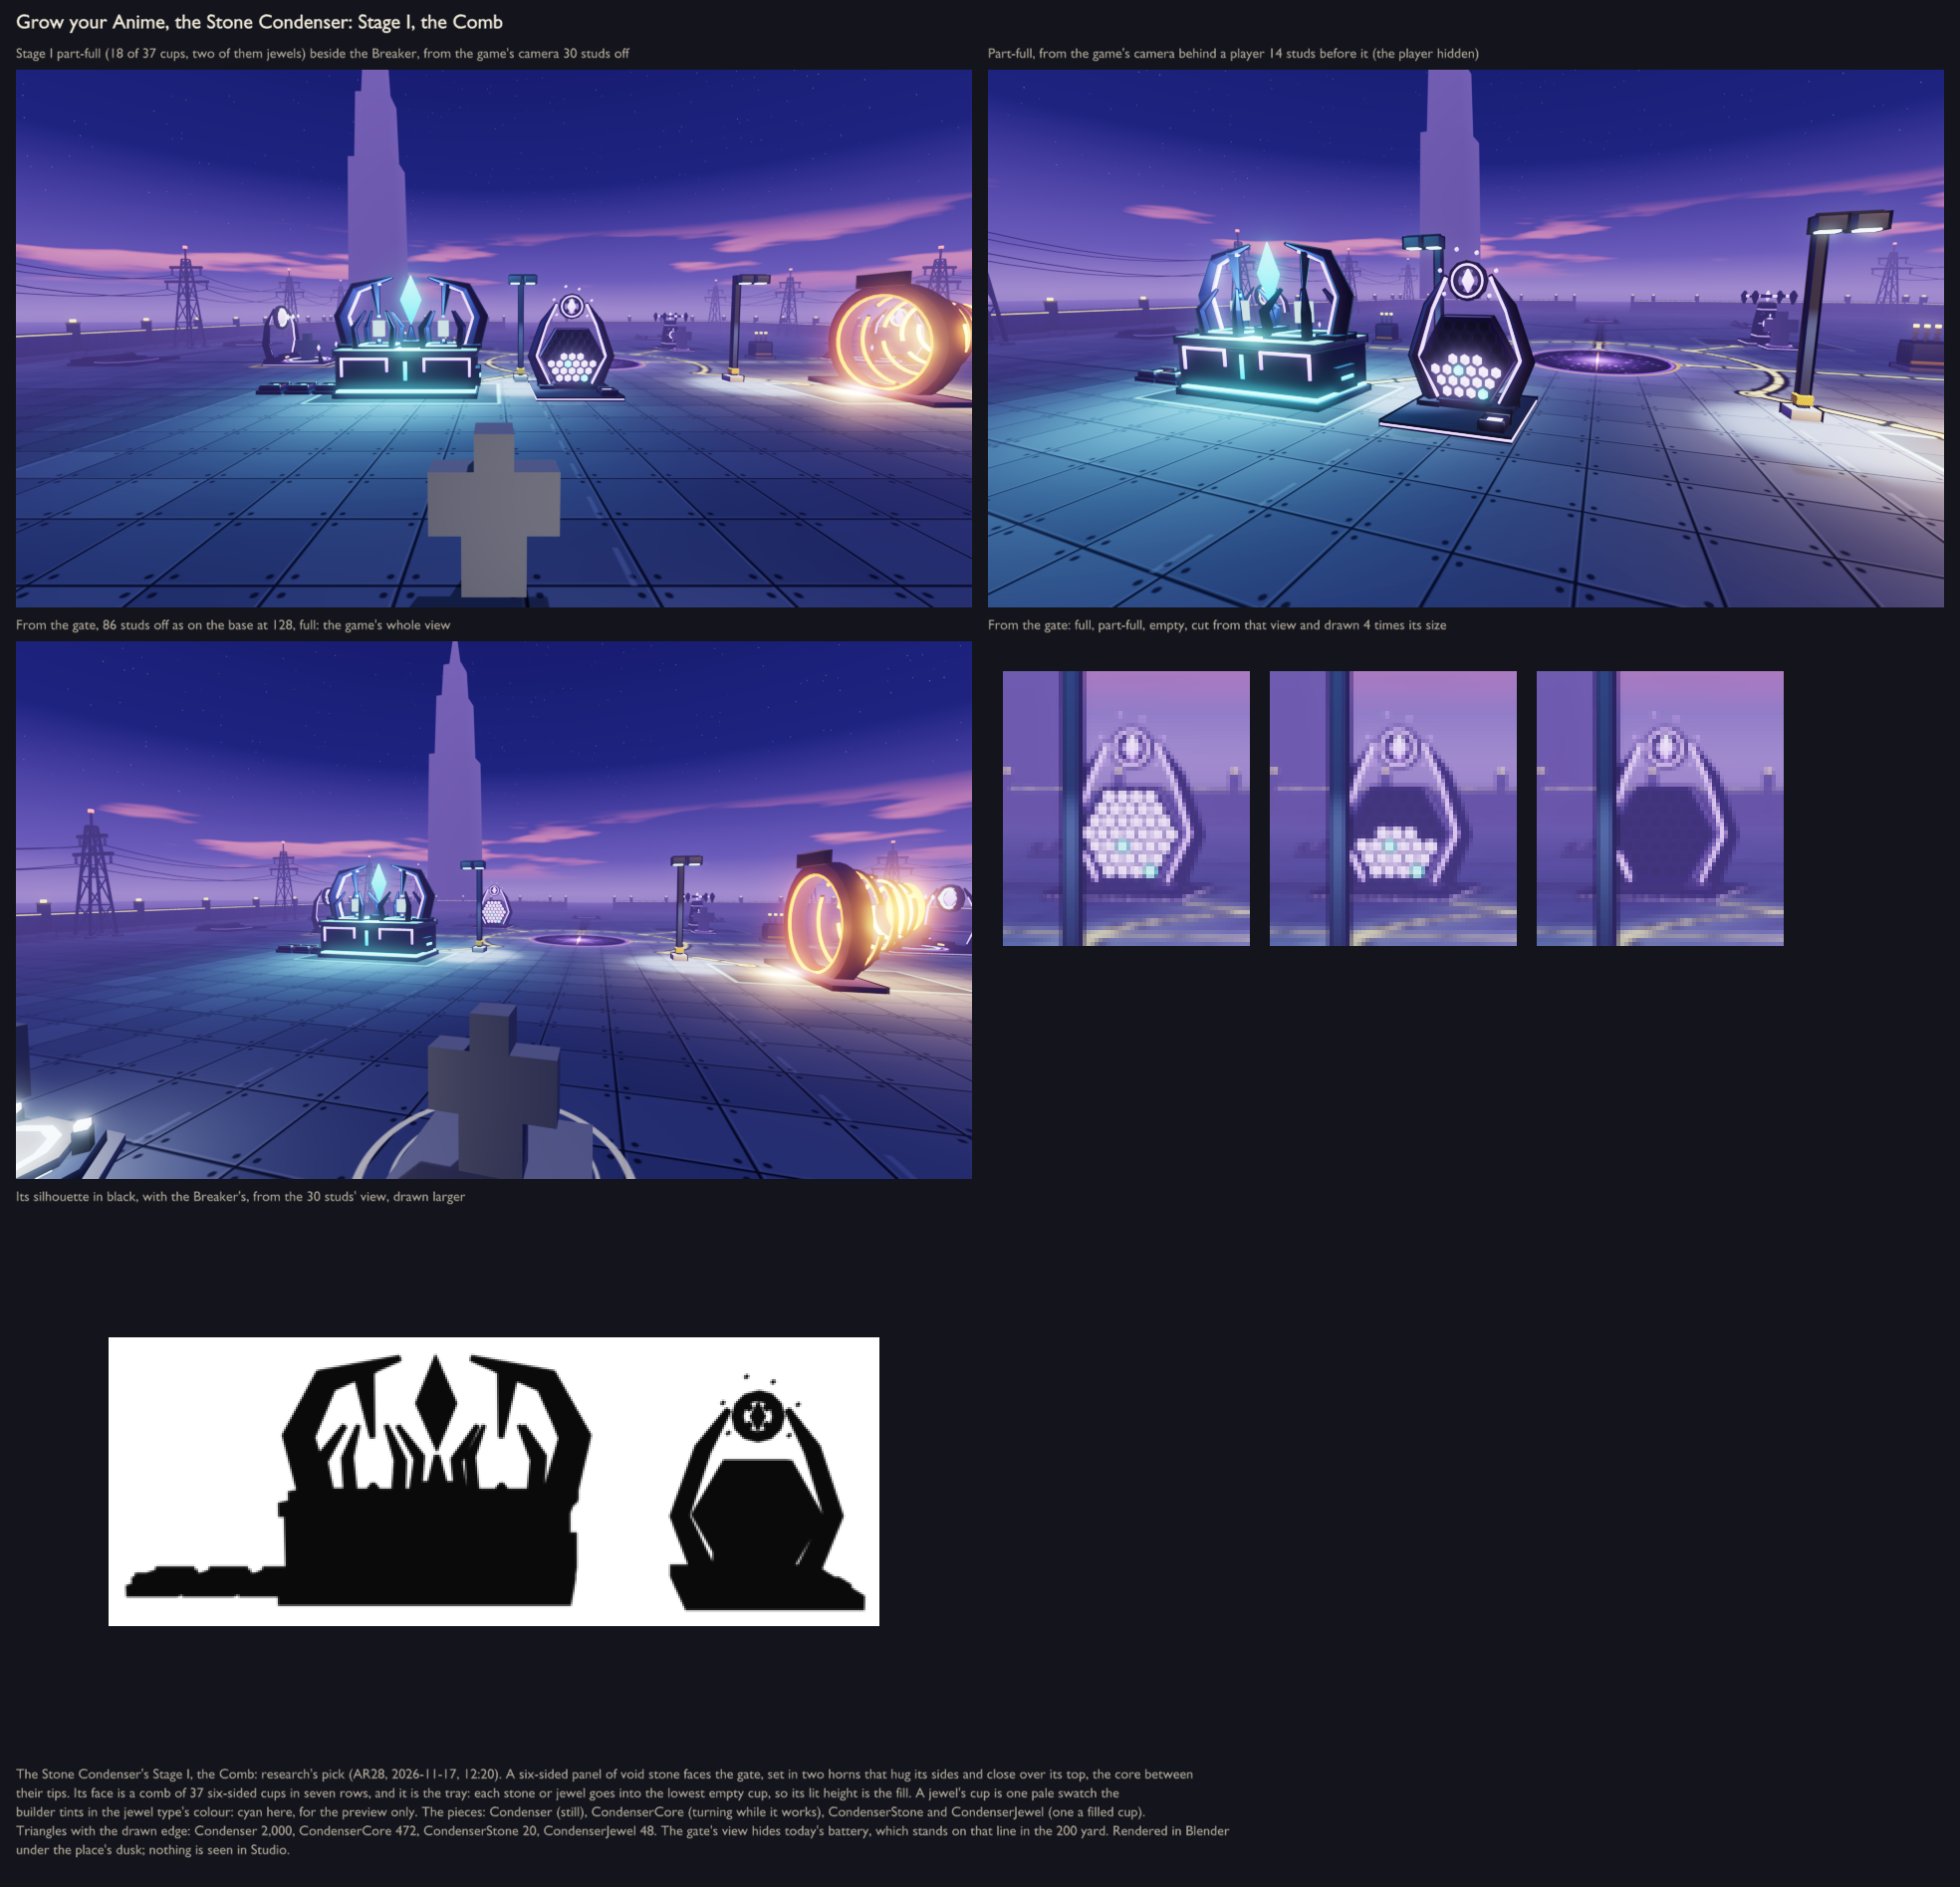 Grow your Anime, the Stone Condenser: Stage I, the Comb
Stage I part-full (18 of 37 cups, two of them jewels) beside the Breaker, from the game's camera 30 studs off
Part-full, from the game's camera behind a player 14 studs before it (the player hidden)
From the gate, 86 studs off as on the base at 128, full: the game's whole view
From the gate: full, part-full, empty, cut from that view and drawn 4 times its size
Its silhouette in black, with the Breaker's, from the 30 studs' view, drawn larger
The Stone Condenser's Stage I, the Comb: research's pick (AR28, 2026-11-17, 12:20). A six-sided panel of void stone faces the gate, set in two horns that hug its sides and close over its top, the core between
their tips. Its face is a comb of 37 six-sided cups in seven rows, and it is the tray: each stone or jewel goes into the lowest empty cup, so its lit height is the fill. A jewel's cup is one pale swatch the
builder tints in the jewel type's colour: cyan here, for the preview only. The pieces: Condenser (still), CondenserCore (turning while it works), CondenserStone and CondenserJewel (one a filled cup).
Triangles with the drawn edge: Condenser 2,000, CondenserCore 472, CondenserStone 20, CondenserJewel 48. The gate's view hides today's battery, which stands on that line in the 200 yard. Rendered in Blender
under the place's dusk; nothing is seen in Studio.